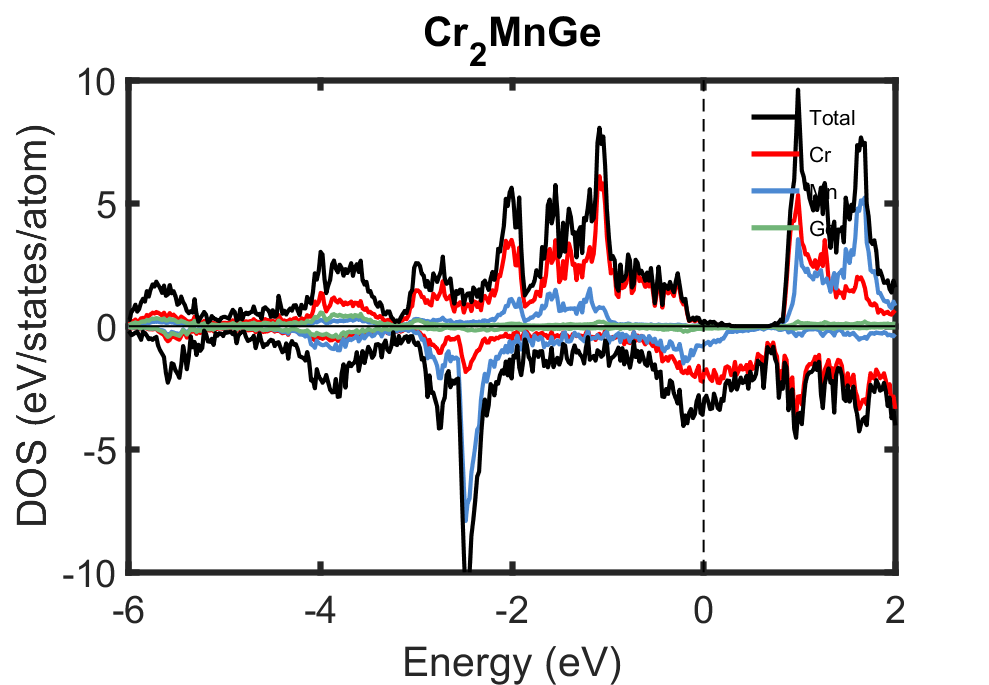 Cr2MnGe
10
5
0
-5
-10
DOS (eV/states/atom)
Total
Cr
Mn
-6
-4
-2
0
2
Energy (eV)